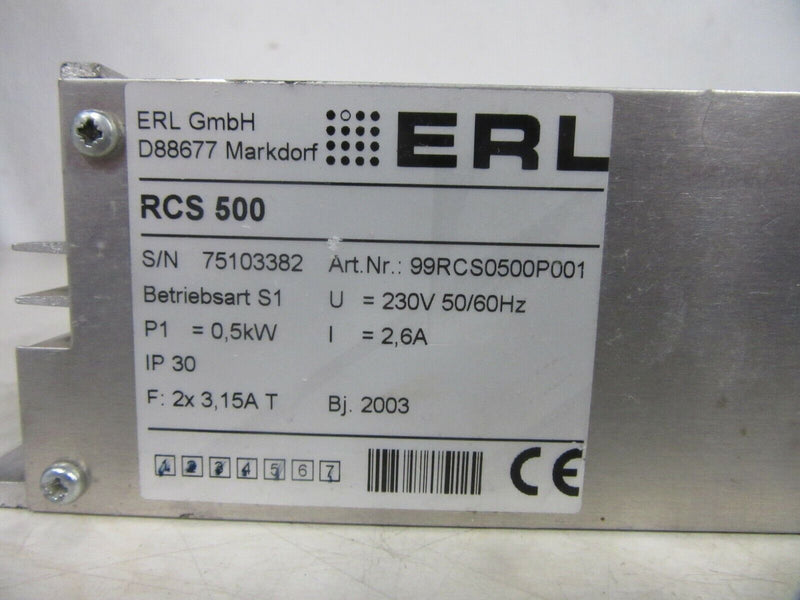 ERL GmbH
D88677 Markdorf
ERL
RCS 500
S/N 75103382 Art.Nr.: 99RCS0500P001
Betriebsart S1 U = 230V 50/60Hz
P1 = 0,5kW I = 2,6A
IP 30
F: 2x 3,15A T Bj. 2003
1 2 3 4 5 6 7 CE